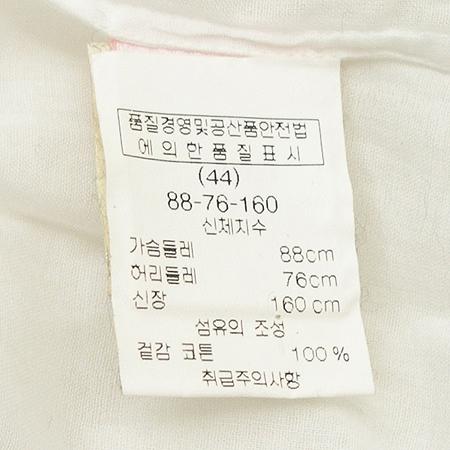 품질경영및공산품안전법
에 의 한 품 질 표 시
(44)
88-76-160
신체치수
가슴둘레 88cm
허리둘레 76cm
신장 160 cm
섬유의 조성
겉감 코튼 100 %
취급주의사항